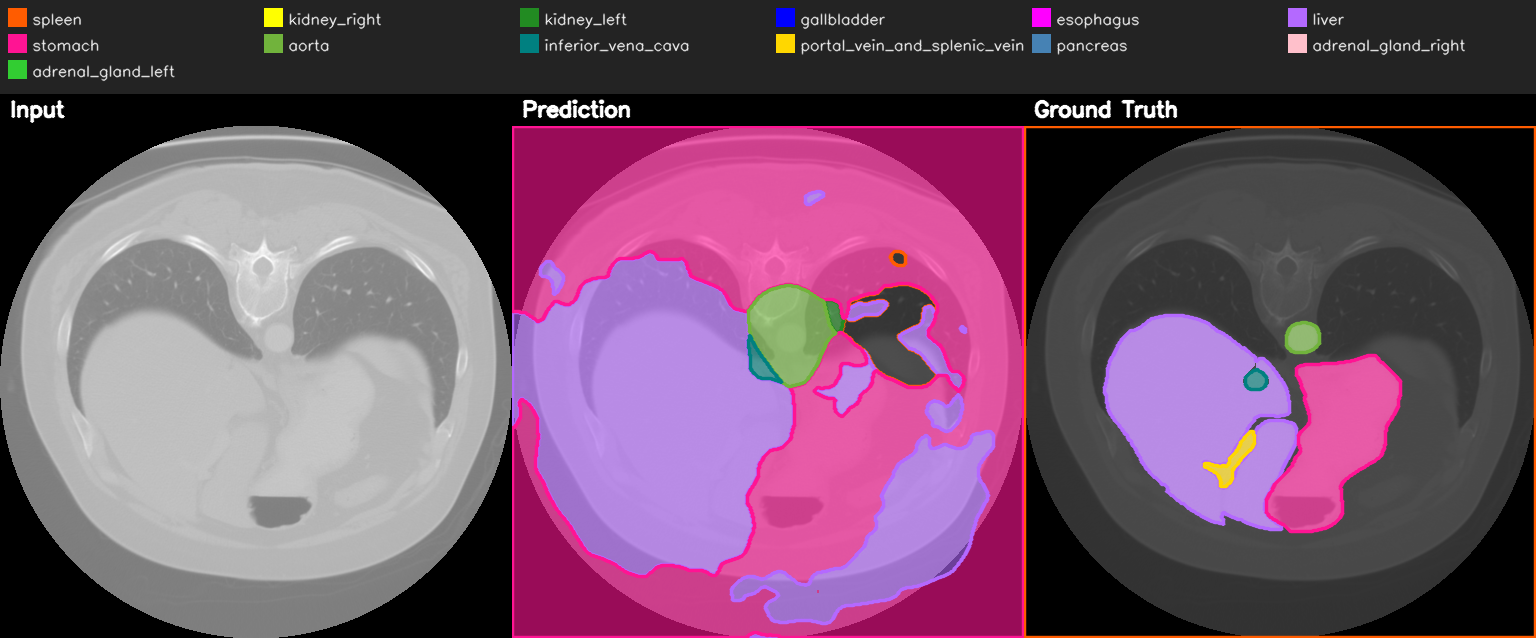 spleen kidney_right kidney_left gallbladder esophagus liver
stomach aorta inferior_vena_cava portal_vein_and_splenic_vein pancreas adrenal_gland_right
adrenal_gland_left
Input Prediction Ground Truth